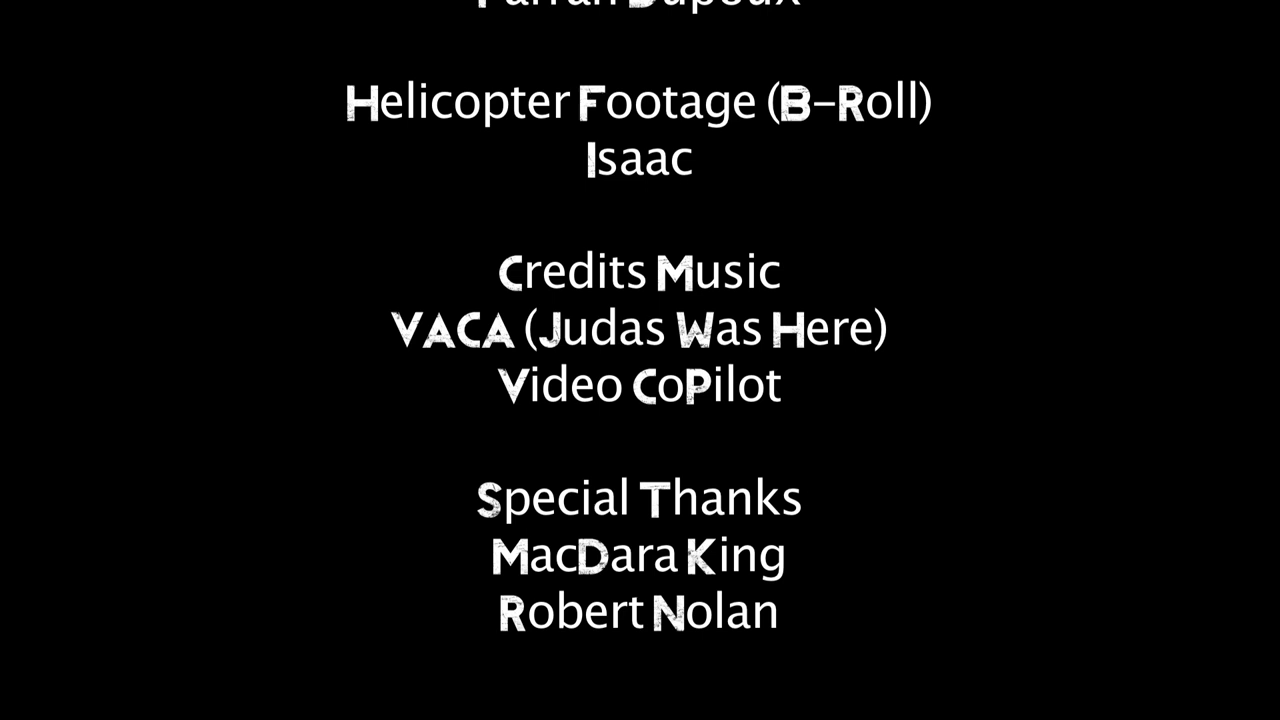 Helicopter Footage (B-Roll)
Isaac
Credits Music
VACA (Judas Was Here)
Video CoPilot
Special Thanks
MacDara King
Robert Nolan